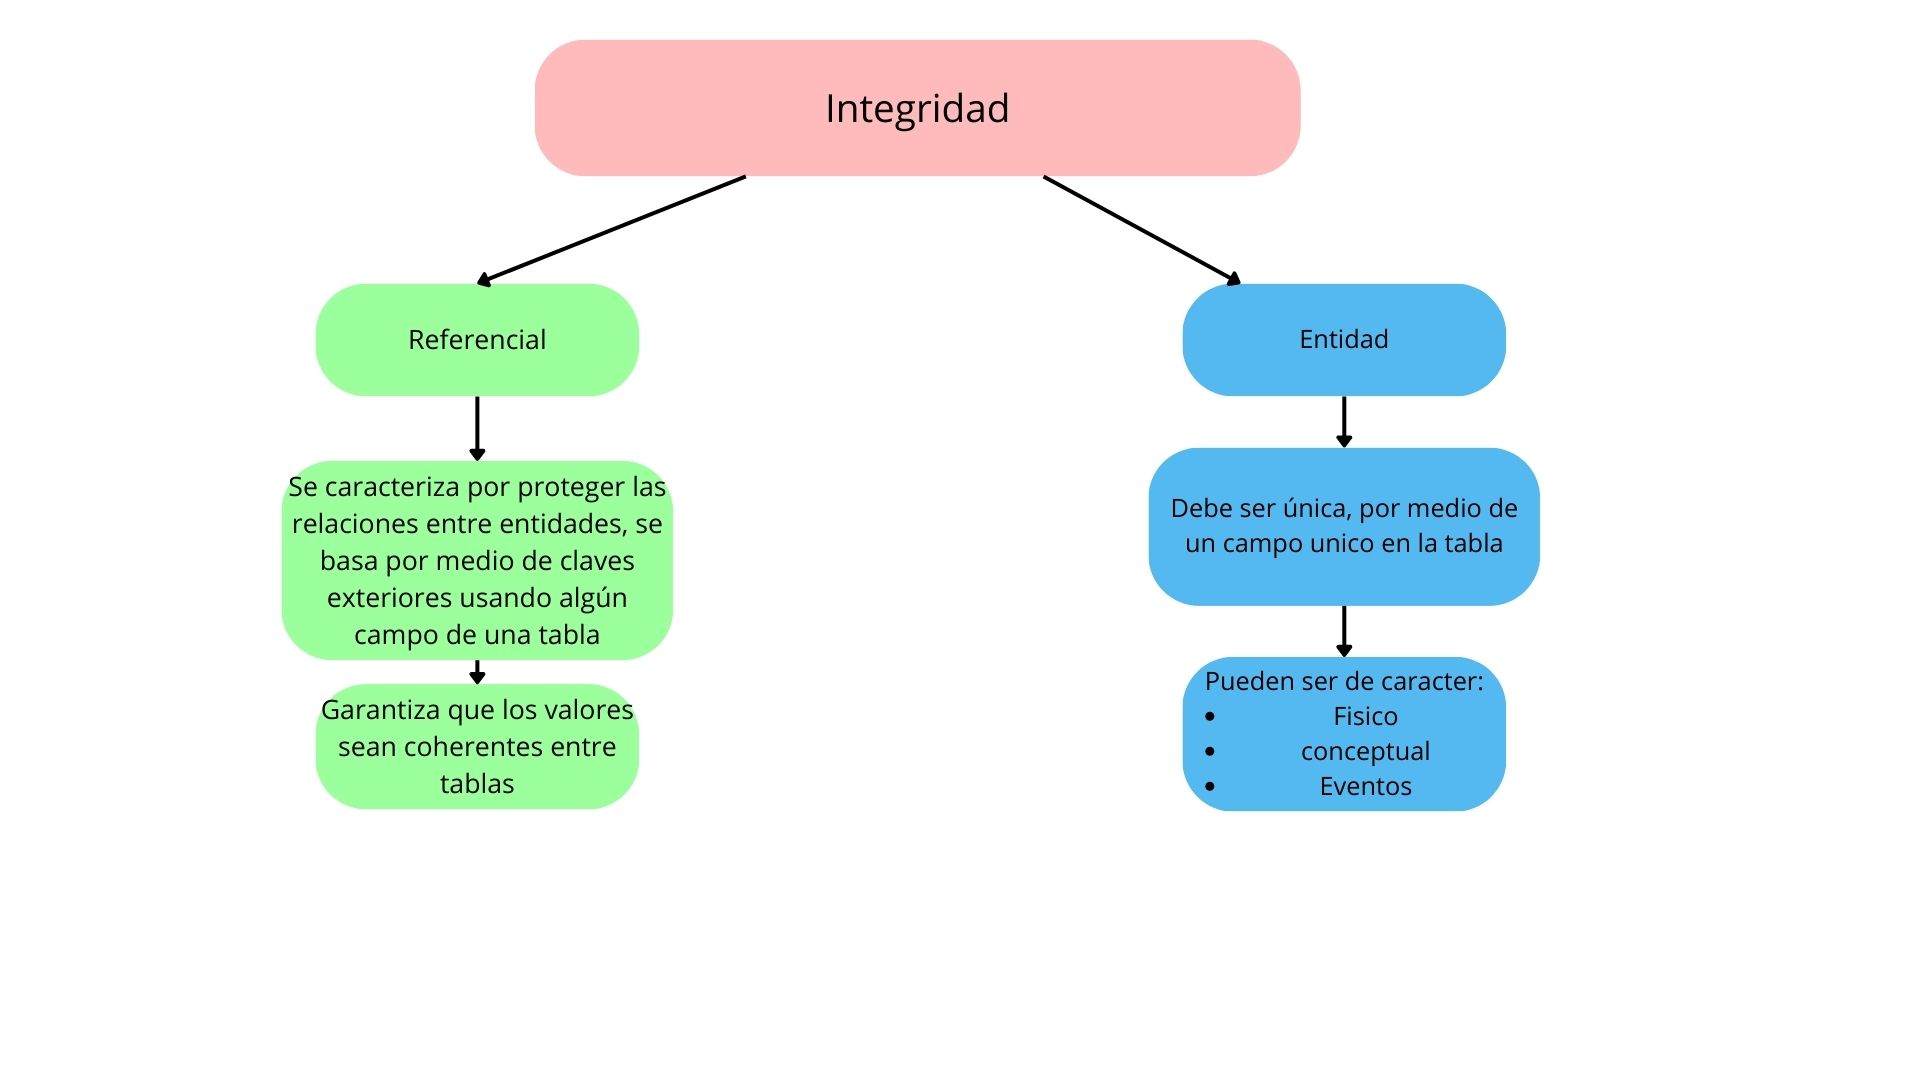 Integridad
Referencial
Se caracteriza por proteger las
relaciones entre entidades, se
basa por medio de claves
exteriores usando algún
campo de una tabla
Garantiza que los valores
sean coherentes entre
tablas
Entidad
Debe ser única, por medio de
un campo unico en la tabla
Pueden ser de caracter:
• Fisico
• conceptual
• Eventos